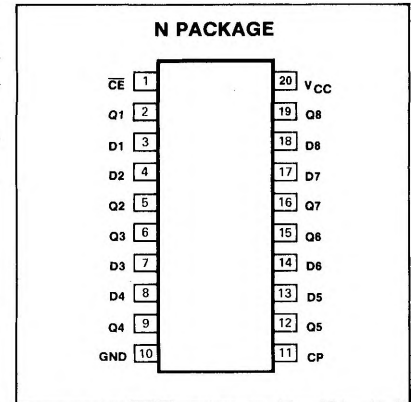 N PACKAGE
CE 1 20 VCC
Q1 2 19 Q8
D1 3 18 D8
D2 4 17 D7
Q2 5 16 Q7
Q3 6 15 Q6
D3 7 14 D6
D4 8 13 D5
Q4 9 12 Q5
GND 10 11 CP